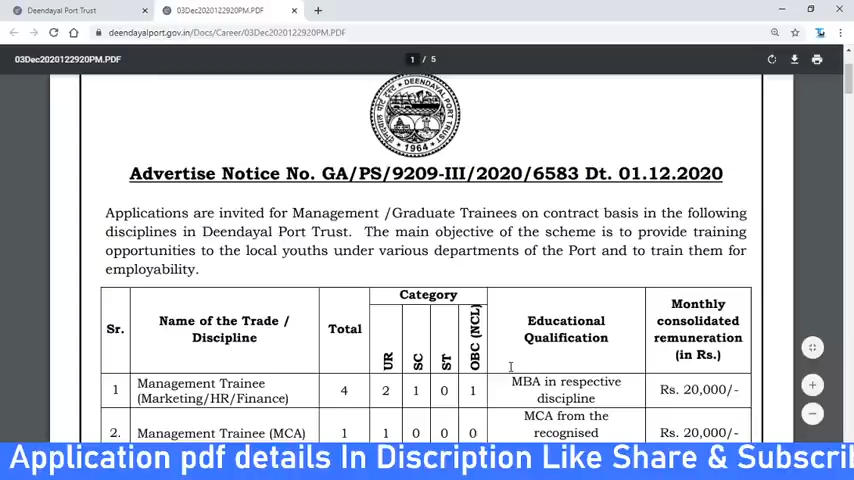 Deendayal Port Trust
03Dec2020122920PM.PDF
deendayalport.gov.in/Docs/Career/03Dec2020122920PM.PDF
03Dec2020122920PM.PDF
1 / 5
DEENDAYAL PORT TRUST
1964
Advertise Notice No. GA/PS/9209-III/2020/6583 Dt. 01.12.2020
Applications are invited for Management /Graduate Trainees on contract basis in the following
disciplines in Deendayal Port Trust. The main objective of the scheme is to provide training
opportunities to the local youths under various departments of the Port and to train them for
employability.
Sr.
Name of the Trade /
Discipline
Total
Category
UR
SC
ST
OBC (NCL)
Educational
Qualification
Monthly
consolidated
remuneration
(in Rs.)
1
Management Trainee
(Marketing/HR/Finance)
4
2
1
0
1
MBA in respective
discipline
Rs. 20,000/-
2.
Management Trainee (MCA)
1
1
0
0
0
MCA from the
recognised
Rs. 20,000/-
Application pdf details In Discription Like Share & Subscrib